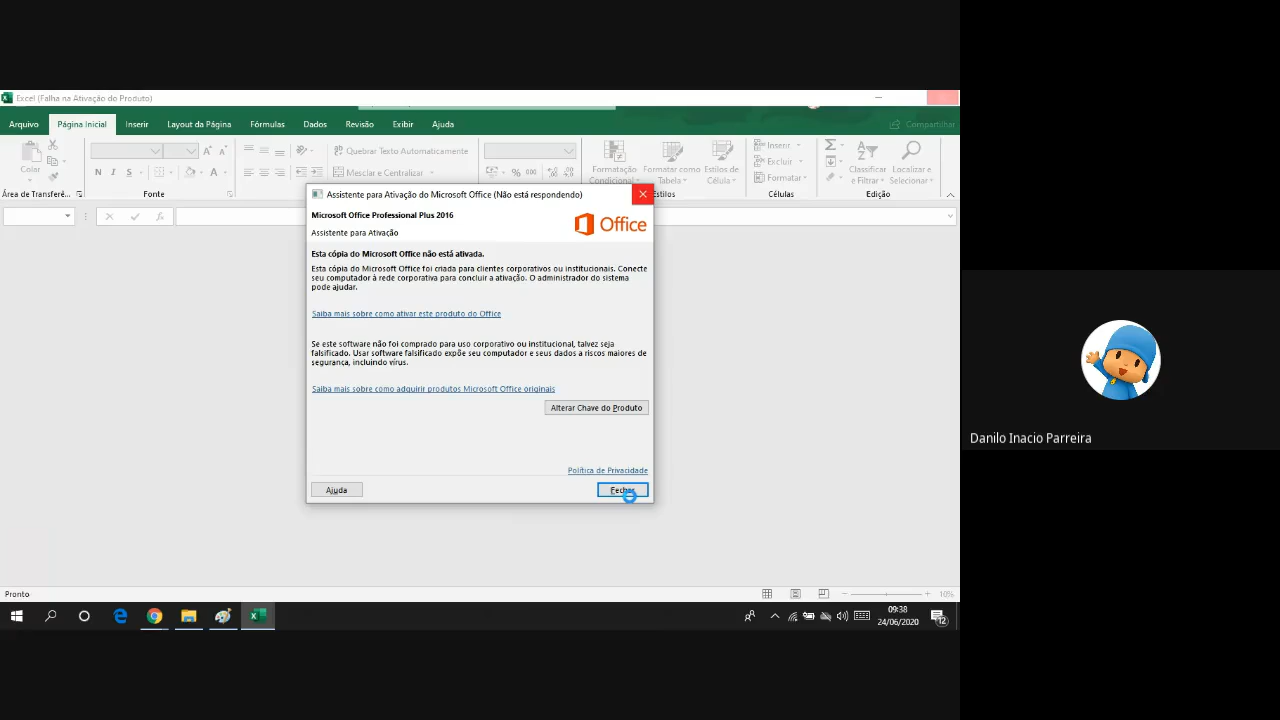 Excel (Falha na Ativação do Produto)
Arquivo Página Inicial Inserir Layout da Página Fórmulas Dados Revisão Exibir Ajuda Compartilhar
Colar
Área de Transferê...
N I S
Fonte
Quebrar Texto Automaticamente
Mesclar e Centralizar
% 000
Formatação Condicional
Formatar como Tabela
Estilos de Célula
Estilos
Inserir
Excluir
Formatar
Células
Classificar e Filtrar
Localizar e Selecionar
Edição
fx
Assistente para Ativação do Microsoft Office (Não está respondendo)
Microsoft Office Professional Plus 2016
Office
Assistente para Ativação
Esta cópia do Microsoft Office não está ativada.
Esta cópia do Microsoft Office foi criada para clientes corporativos ou institucionais. Conecte
seu computador à rede corporativa para concluir a ativação. O administrador do sistema
pode ajudar.
Saiba mais sobre como ativar este produto do Office
Se este software não foi comprado para uso corporativo ou institucional, talvez seja
falsificado. Usar software falsificado expõe seu computador e seus dados a riscos maiores de
segurança, incluindo vírus.
Saiba mais sobre como adquirir produtos Microsoft Office originais
Alterar Chave do Produto
Política de Privacidade
Ajuda
Fechar
Danilo Inacio Parreira
Pronto
10%
09:38
24/06/2020
12